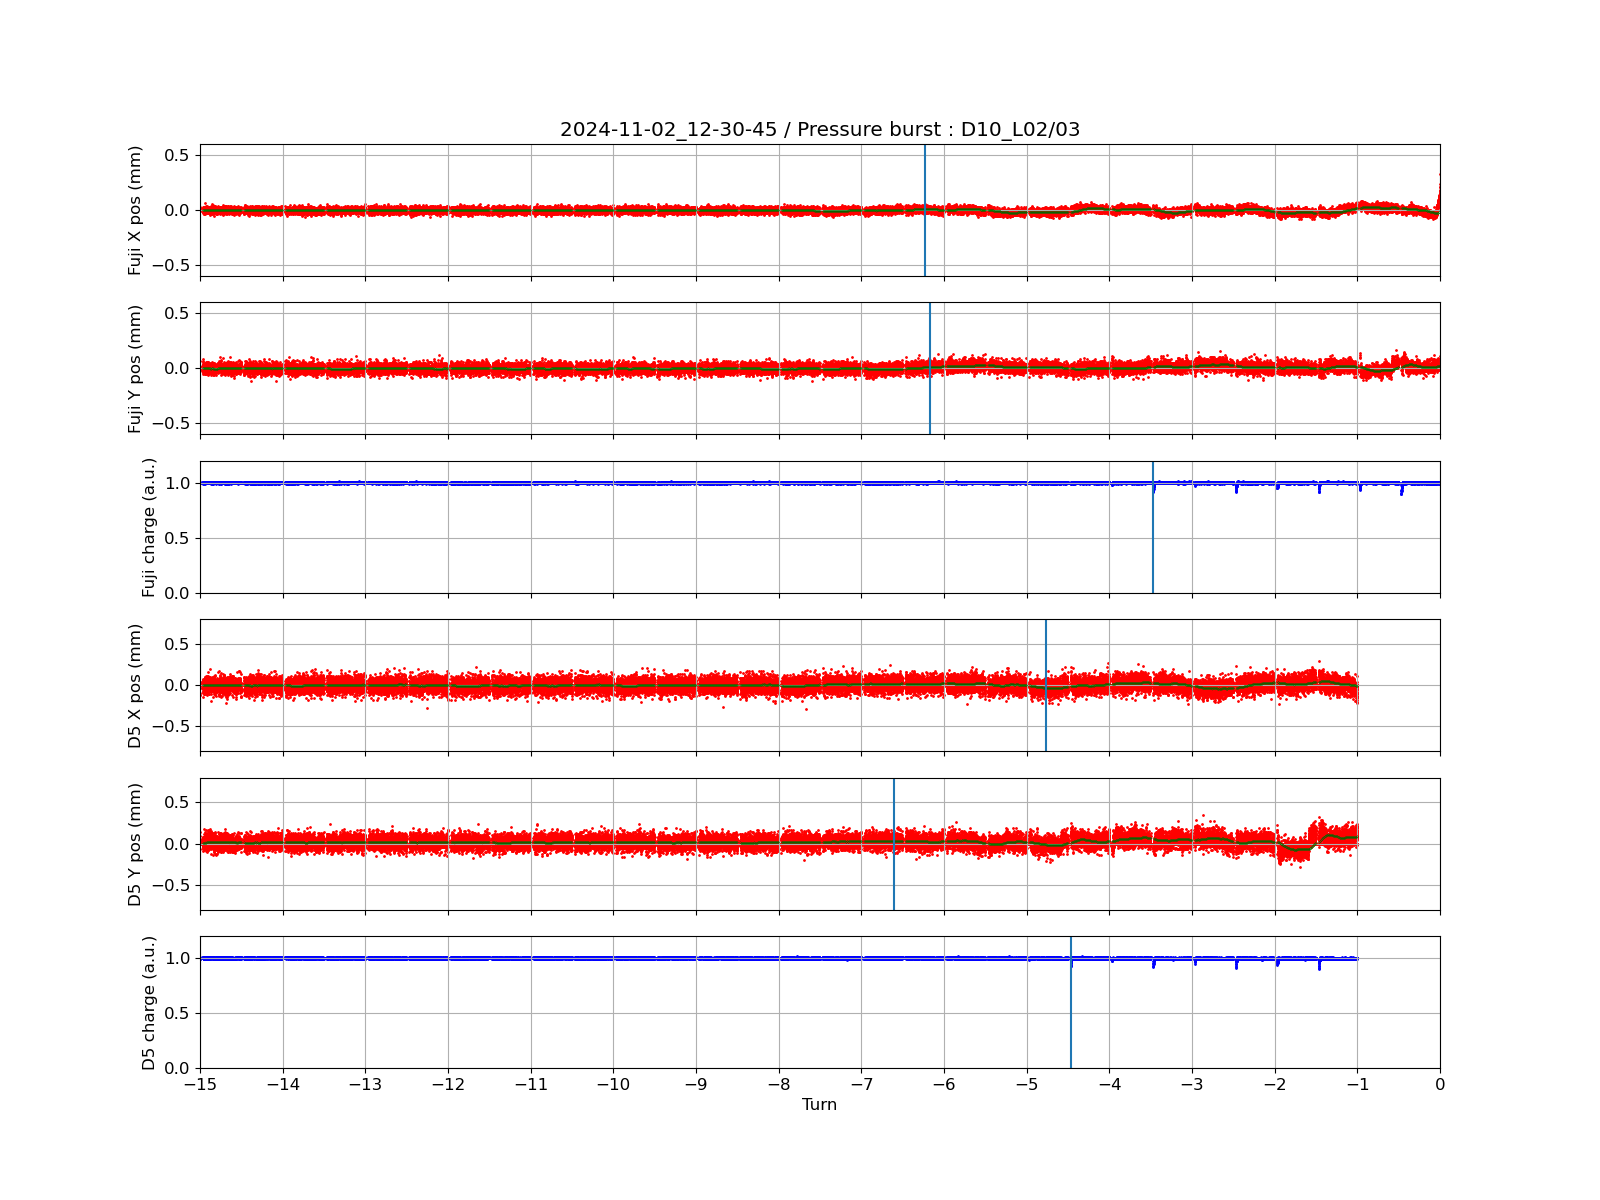 2024-11-02_12-30-45 / Pressure burst : D10_L02/03
Fuji X pos (mm)
0.5
0.0
−0.5
Fuji Y pos (mm)
0.5
0.0
−0.5
Fuji charge (a.u.)
1.0
0.5
0.0
D5 X pos (mm)
0.5
0.0
−0.5
D5 Y pos (mm)
0.5
0.0
−0.5
D5 charge (a.u.)
1.0
0.5
0.0
−15 −14 −13 −12 −11 −10 −9 −8 −7 −6 −5 −4 −3 −2 −1 0
Turn